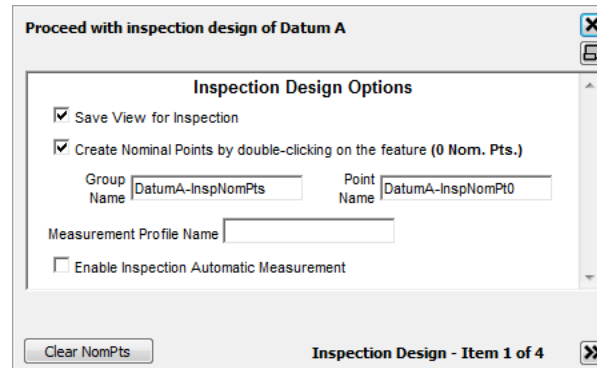 Proceed with inspection design of Datum A
Inspection Design Options
Save View for Inspection
Create Nominal Points by double-clicking on the feature (0 Nom. Pts.)
Group Name DatumA-InspNomPts Point Name DatumA-InspNomPt0
Measurement Profile Name
Enable Inspection Automatic Measurement
Clear NomPts Inspection Design - Item 1 of 4